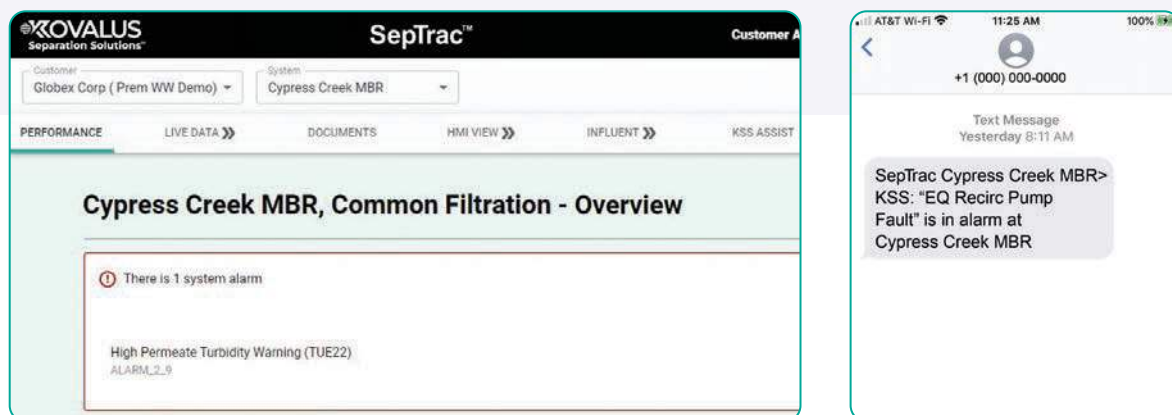 KOVALUS
Separation Solutions™
SepTrac™
Customer A
Customer
Globex Corp ( Prem WW Demo)
System
Cypress Creek MBR
PERFORMANCE
LIVE DATA
DOCUMENTS
HMI VIEW
INFLUENT
KSS ASSIST
Cypress Creek MBR, Common Filtration - Overview
There is 1 system alarm
High Permeate Turbidity Warning (TUE22)
ALARM_2_9
AT&T Wi-Fi
11:25 AM
100%
+1 (000) 000-0000
Text Message
Yesterday 8:11 AM
SepTrac Cypress Creek MBR>
KSS: “EQ Recirc Pump
Fault” is in alarm at
Cypress Creek MBR